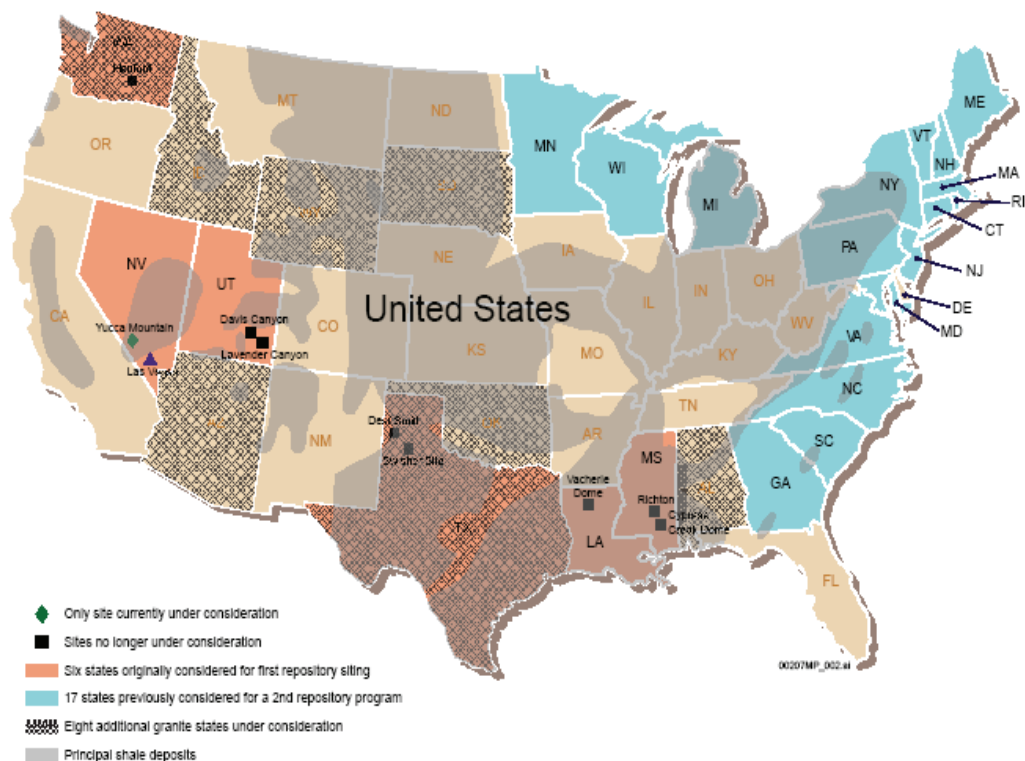 Hanford
MT
ND
OR
MN
WI
MI
ME
VT
NH
NY
MA
RI
CT
PA
NJ
DE
MD
NV
UT
NE
IA
IL
IN
OH
WV
VA
CA
CO
United States
KS
MO
KY
Yucca Mountain
Davis Canyon
Lavender Canyon
NC
TN
SC
NM
Swisher Site
AR
MS
GA
Vacherie
Dome
Richton
Cypress
Creek Dome
TX
LA
FL
Only site currently under consideration
Sites no longer under consideration
Six states originally considered for first repository siting
17 states previously considered for a 2nd repository program
Eight additional granite states under consideration
Principal shale deposits
00207MP_002.ai